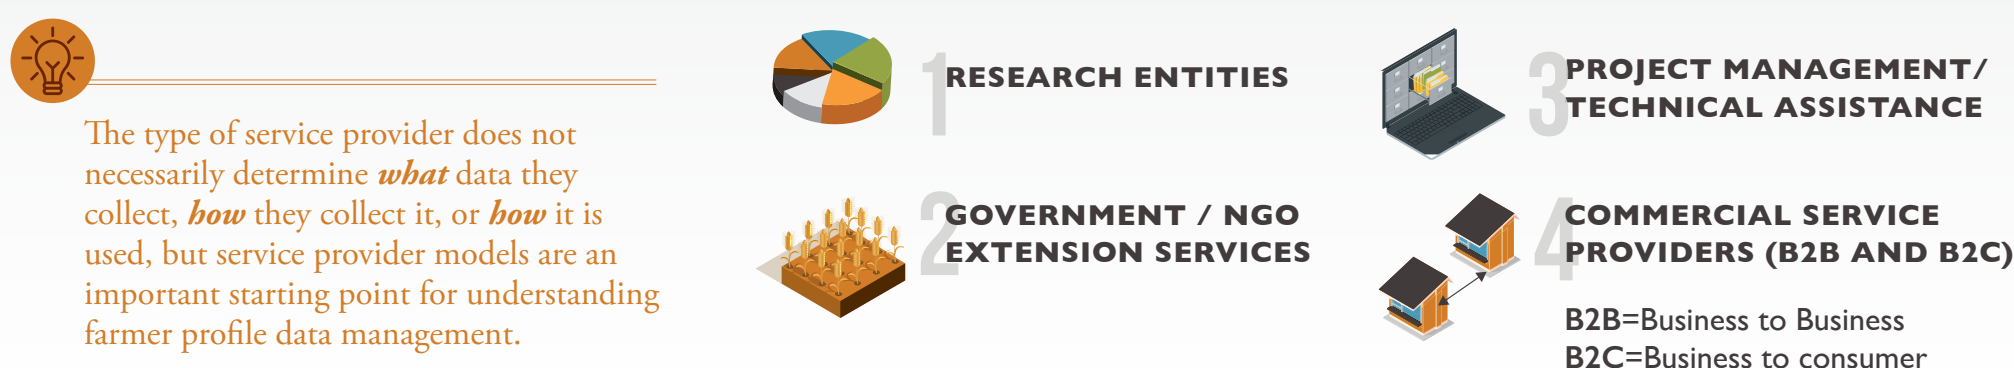 The type of service provider does not
necessarily determine what data they
collect, how they collect it, or how it is
used, but service provider models are an
important starting point for understanding
farmer profile data management.
1
RESEARCH ENTITIES
2
GOVERNMENT / NGO
EXTENSION SERVICES
3
PROJECT MANAGEMENT/
TECHNICAL ASSISTANCE
4
COMMERCIAL SERVICE
PROVIDERS (B2B AND B2C)
B2B=Business to Business
B2C=Business to consumer